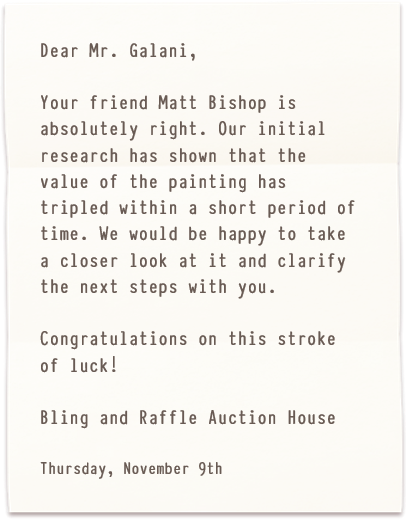 Dear Mr. Galani,
Your friend Matt Bishop is
absolutely right. Our initial
research has shown that the
value of the painting has
tripled within a short period of
time. We would be happy to take
a closer look at it and clarify
the next steps with you.
Congratulations on this stroke
of luck!
Bling and Raffle Auction House
Thursday, November 9th